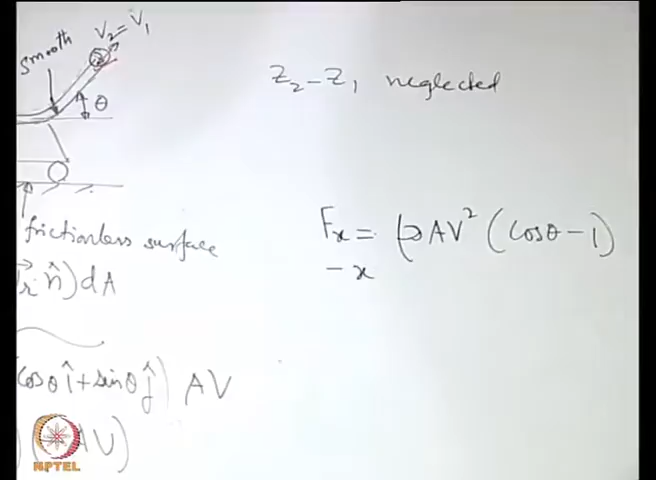 smooth V₂ = V₁
θ
Z₂ - Z₁ neglected
frictionless surface
Fₓ = ρAV² (cosθ - 1)
- x
n̂) dA
cosθ î + sinθ ĵ) AV
AV)
NPTEL